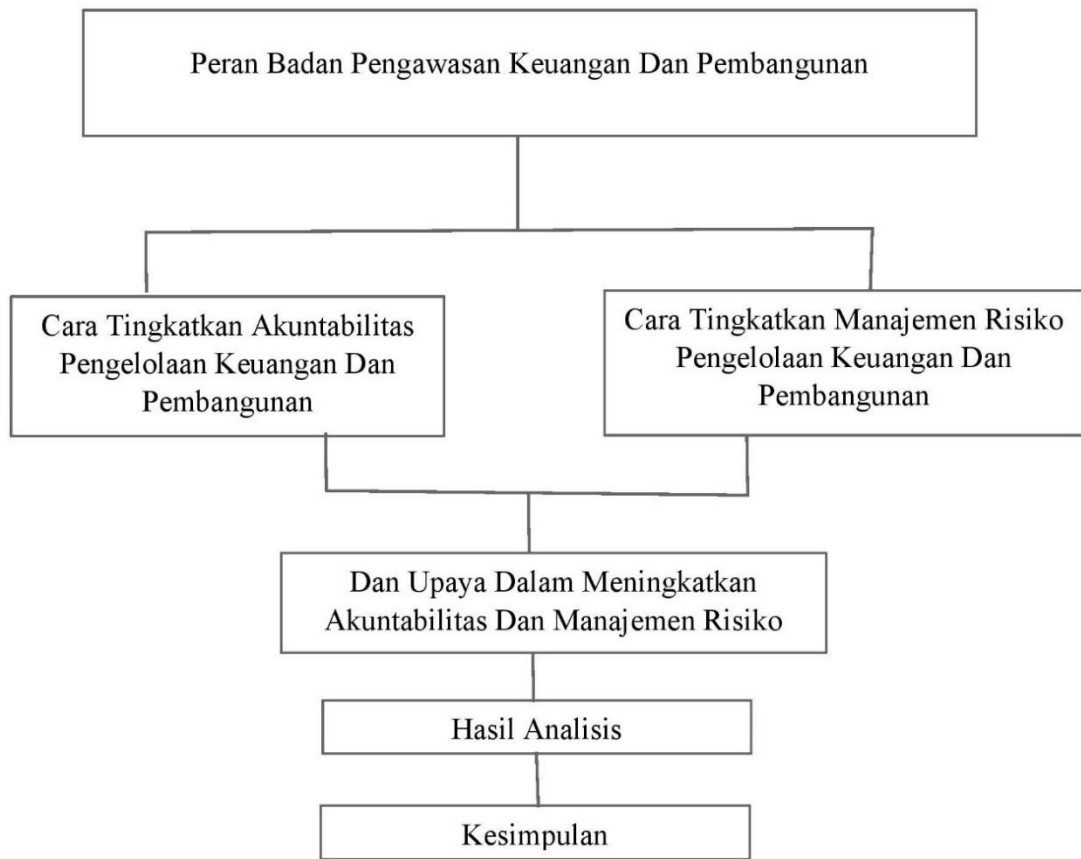 Peran Badan Pengawasan Keuangan Dan Pembangunan
Cara Tingkatkan Akuntabilitas
Pengelolaan Keuangan Dan
Pembangunan
Cara Tingkatkan Manajemen Risiko
Pengelolaan Keuangan Dan
Pembangunan
Dan Upaya Dalam Meningkatkan
Akuntabilitas Dan Manajemen Risiko
Hasil Analisis
Kesimpulan